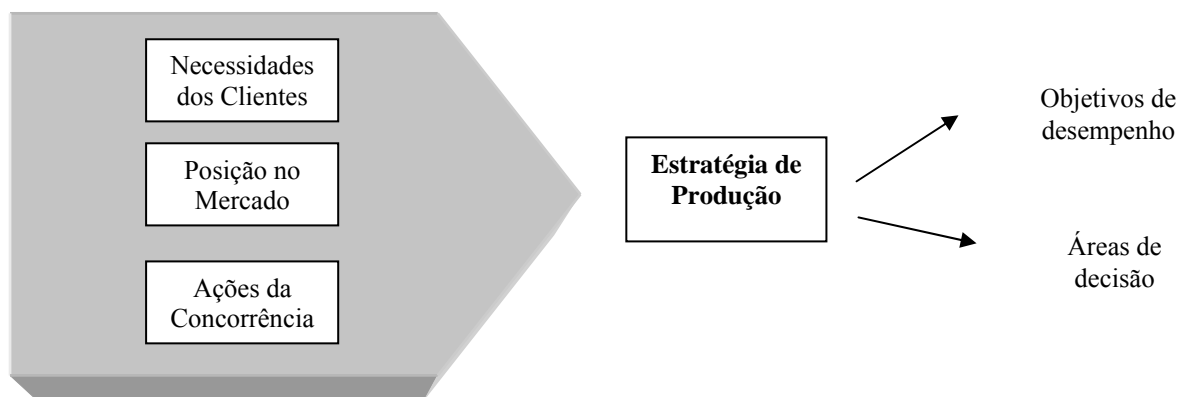 Necessidades
dos Clientes
Posição no
Mercado
Ações da
Concorrência
Estratégia de
Produção
Objetivos de
desempenho
Áreas de
decisão